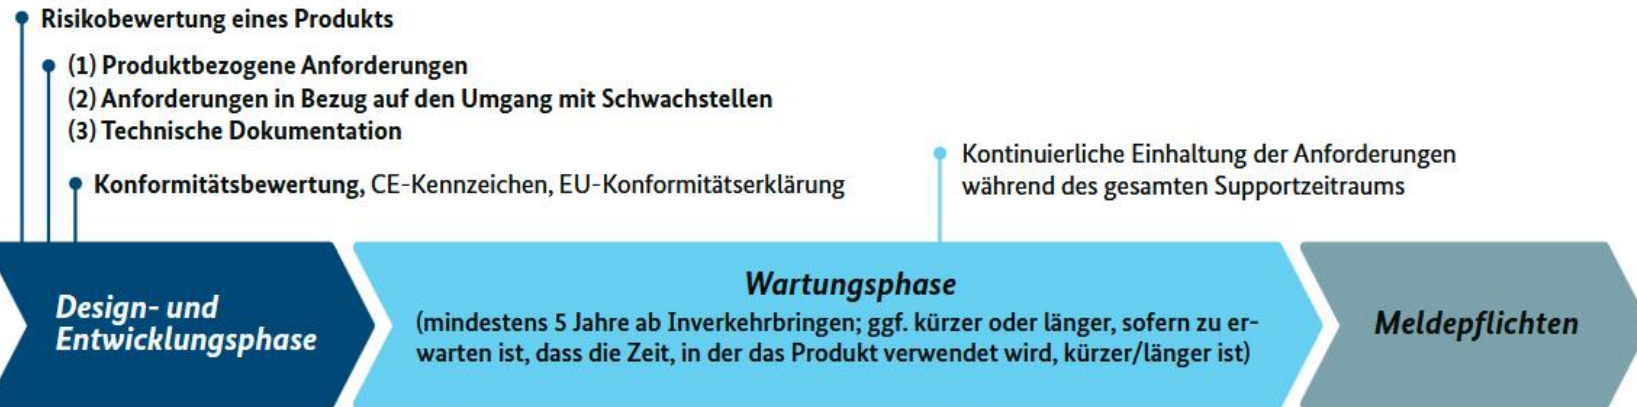 Risikobewertung eines Produkts
(1) Produktbezogene Anforderungen
(2) Anforderungen in Bezug auf den Umgang mit Schwachstellen
(3) Technische Dokumentation
Konformitätsbewertung, CE-Kennzeichen, EU-Konformitätserklärung
Kontinuierliche Einhaltung der Anforderungen
während des gesamten Supportzeitraums
Design- und
Entwicklungsphase
Wartungsphase
(mindestens 5 Jahre ab Inverkehrbringen; ggf. kürzer oder länger, sofern zu er-
warten ist, dass die Zeit, in der das Produkt verwendet wird, kürzer/länger ist)
Meldepflichten